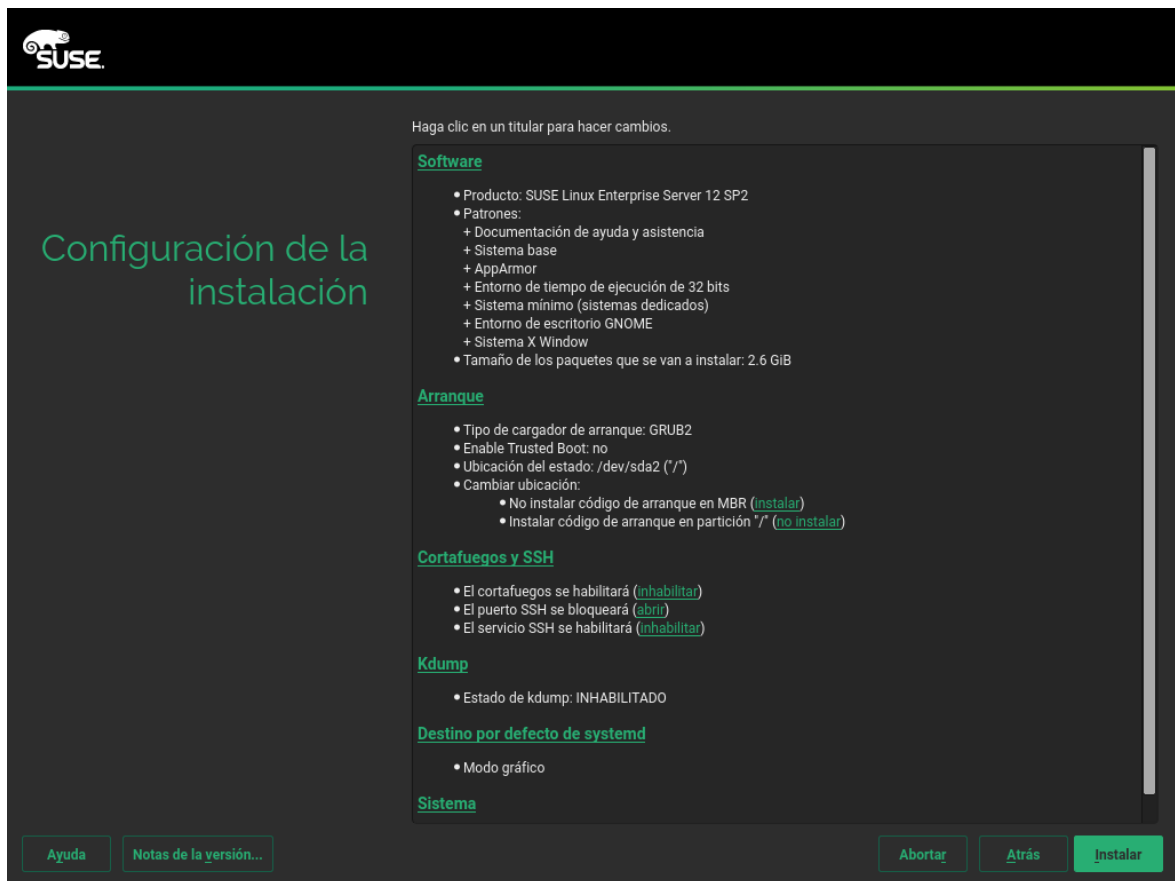 SUSE.
Haga clic en un titular para hacer cambios.
Configuración de la
instalación
Software
Producto: SUSE Linux Enterprise Server 12 SP2
Patrones:
+ Documentación de ayuda y asistencia
+ Sistema base
+ AppArmor
+ Entorno de tiempo de ejecución de 32 bits
+ Sistema mínimo (sistemas dedicados)
+ Entorno de escritorio GNOME
+ Sistema X Window
Tamaño de los paquetes que se van a instalar: 2.6 GiB
Arranque
Tipo de cargador de arranque: GRUB2
Enable Trusted Boot: no
Ubicación del estado: /dev/sda2 ("/")
Cambiar ubicación:
No instalar código de arranque en MBR (instalar)
Instalar código de arranque en partición "/" (no instalar)
Cortafuegos y SSH
El cortafuegos se habilitará (inhabilitar)
El puerto SSH se bloqueará (abrir)
El servicio SSH se habilitará (inhabilitar)
Kdump
Estado de kdump: INHABILITADO
Destino por defecto de systemd
Modo gráfico
Sistema
Ayuda Notas de la versión... Abortar Atrás Instalar